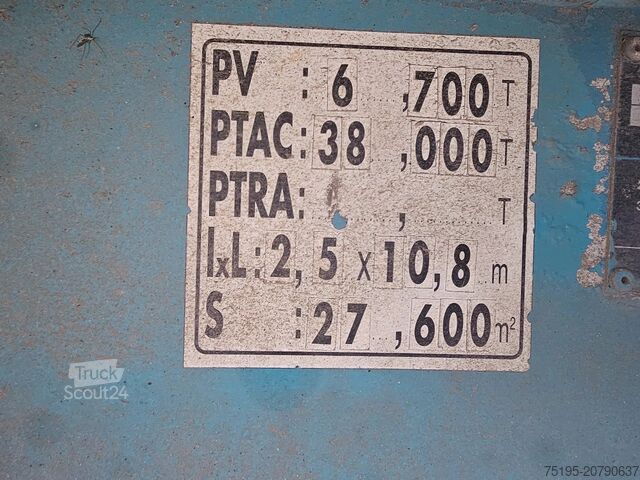 PV : 6 ,700 T
PTAC: 38 ,000 T
PTRA: , T
lxL: 2,5 x 10,8 m
S : 27 ,600 m²
Truck
Scout24
75195-20790637